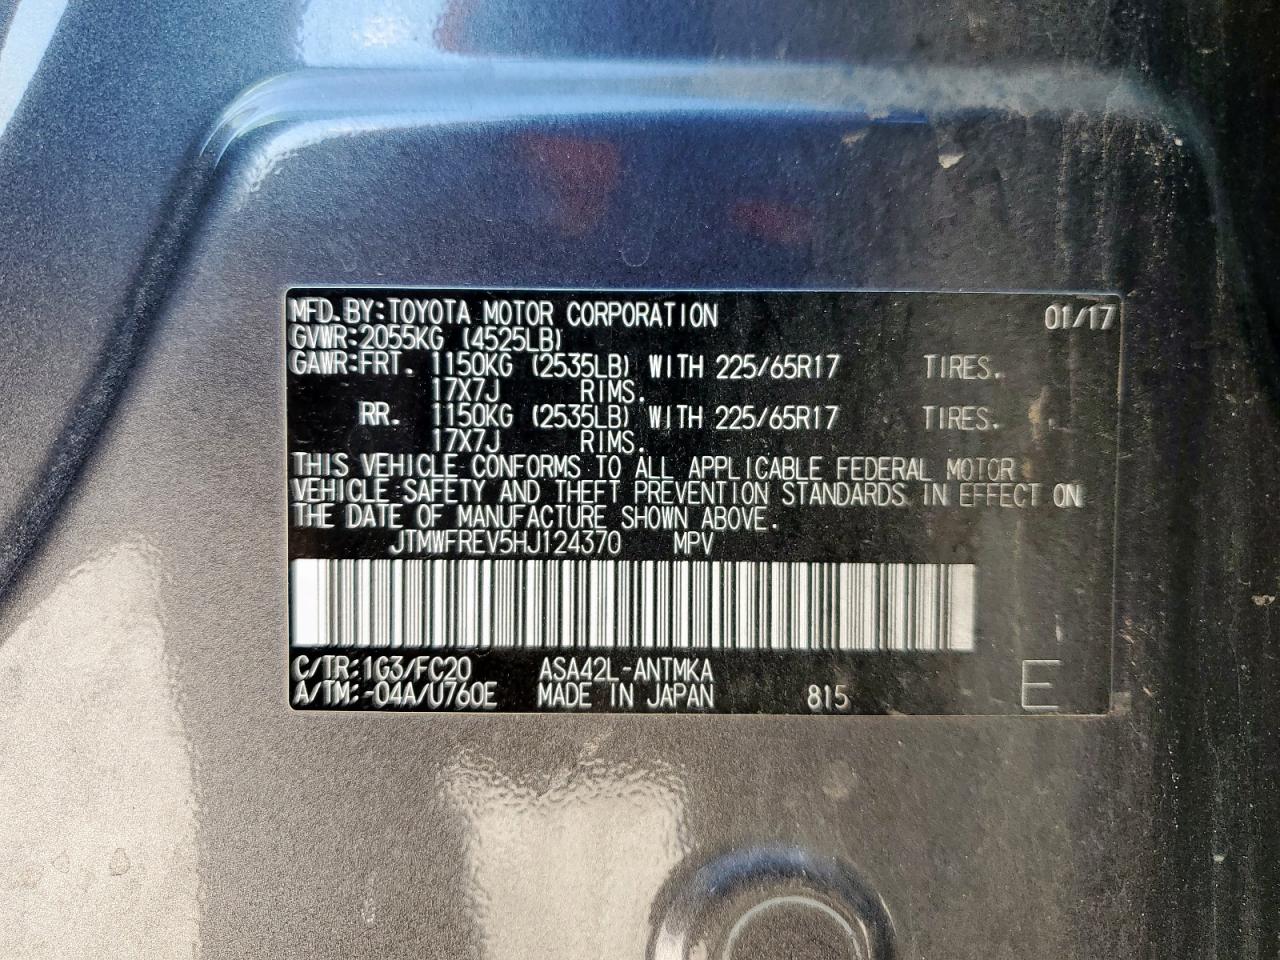 MFD.BY:TOYOTA MOTOR CORPORATION 01/17
GVWR:2055KG (4525LB)
GAWR:FRT. 1150KG (2535LB) WITH 225/65R17 TIRES.
17X7J RIMS.
RR. 1150KG (2535LB) WITH 225/65R17 TIRES.
17X7J RIMS.
THIS VEHICLE CONFORMS TO ALL APPLICABLE FEDERAL MOTOR
VEHICLE SAFETY AND THEFT PREVENTION STANDARDS IN EFFECT ON
THE DATE OF MANUFACTURE SHOWN ABOVE.
JTMWFREV5HJ124370 MPV
C/TR:1G3/FC20 ASA42L-ANTMKA
A/TM:-04A/U760E MADE IN JAPAN 815 E